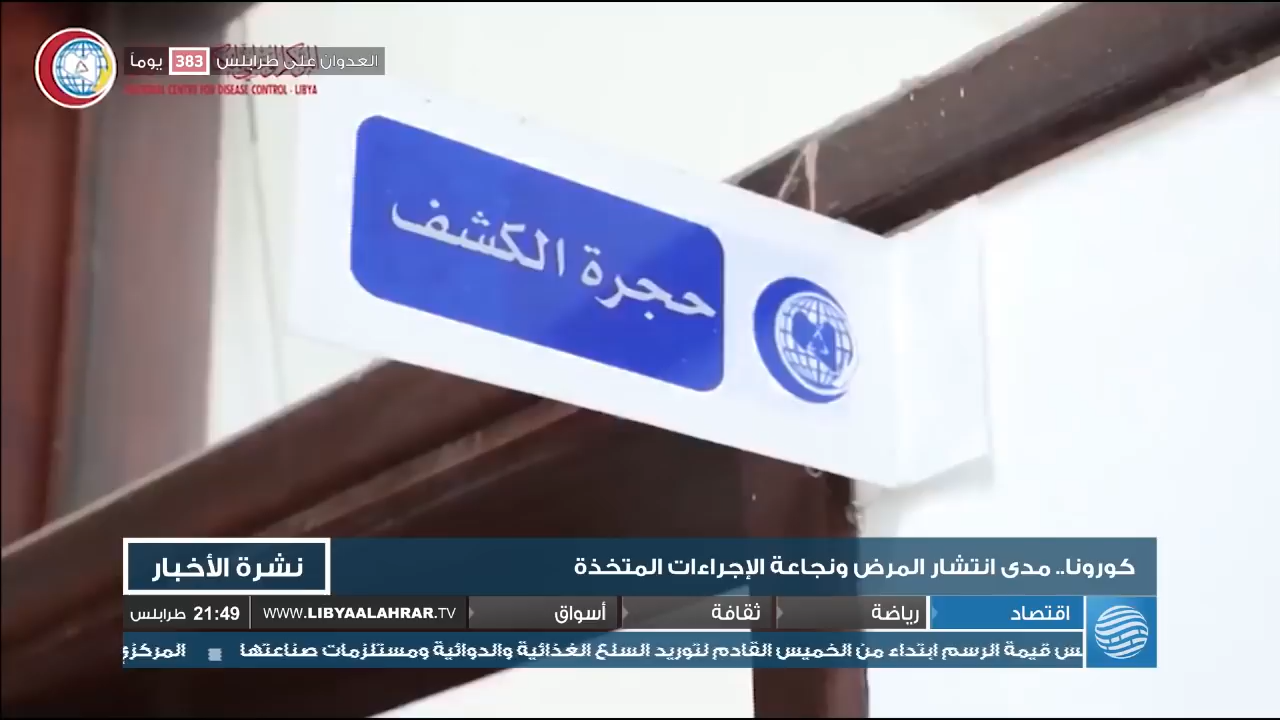 العدوان على طرابلس 383 يوماً
NATIONAL CENTRE FOR DISEASE CONTROL - LIBYA
حجرة الكشف
كورونا.. مدى انتشار المرض ونجاعة الإجراءات المتخذة
نشرة الأخبار
اقتصاد رياضة ثقافة أسواق WWW.LIBYAALAHRAR.TV 21:49 طرابلس
قيمة الرسم ابتداء من الخميس القادم لتوريد السلع الغذائية والدوائية ومستلزمات صناعتها